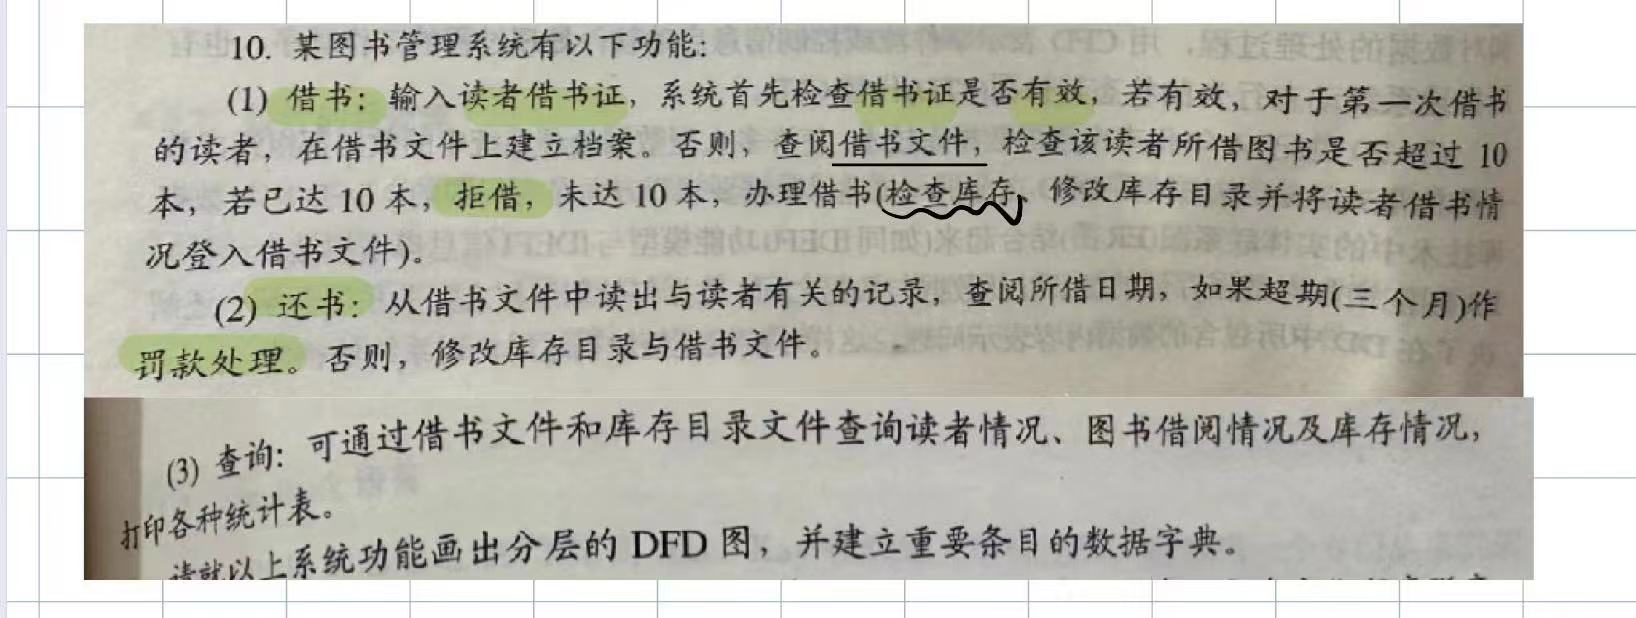 10. 某图书管理系统有以下功能:
(1) 借书: 输入读者借书证, 系统首先检查借书证是否有效, 若有效, 对于第一次借书
的读者, 在借书文件上建立档案。否则, 查阅借书文件, 检查该读者所借图书是否超过 10
本, 若已达 10 本, 拒借, 未达 10 本, 办理借书(检查库存、修改库存目录并将读者借书情
况登入借书文件)。
(2) 还书: 从借书文件中读出与读者有关的记录, 查阅所借日期, 如果超期(三个月)作
罚款处理。否则, 修改库存目录与借书文件。
(3) 查询: 可通过借书文件和库存目录文件查询读者情况、图书借阅情况及库存情况,
打印各种统计表。
请就以上系统功能画出分层的 DFD 图, 并建立重要条目的数据字典。